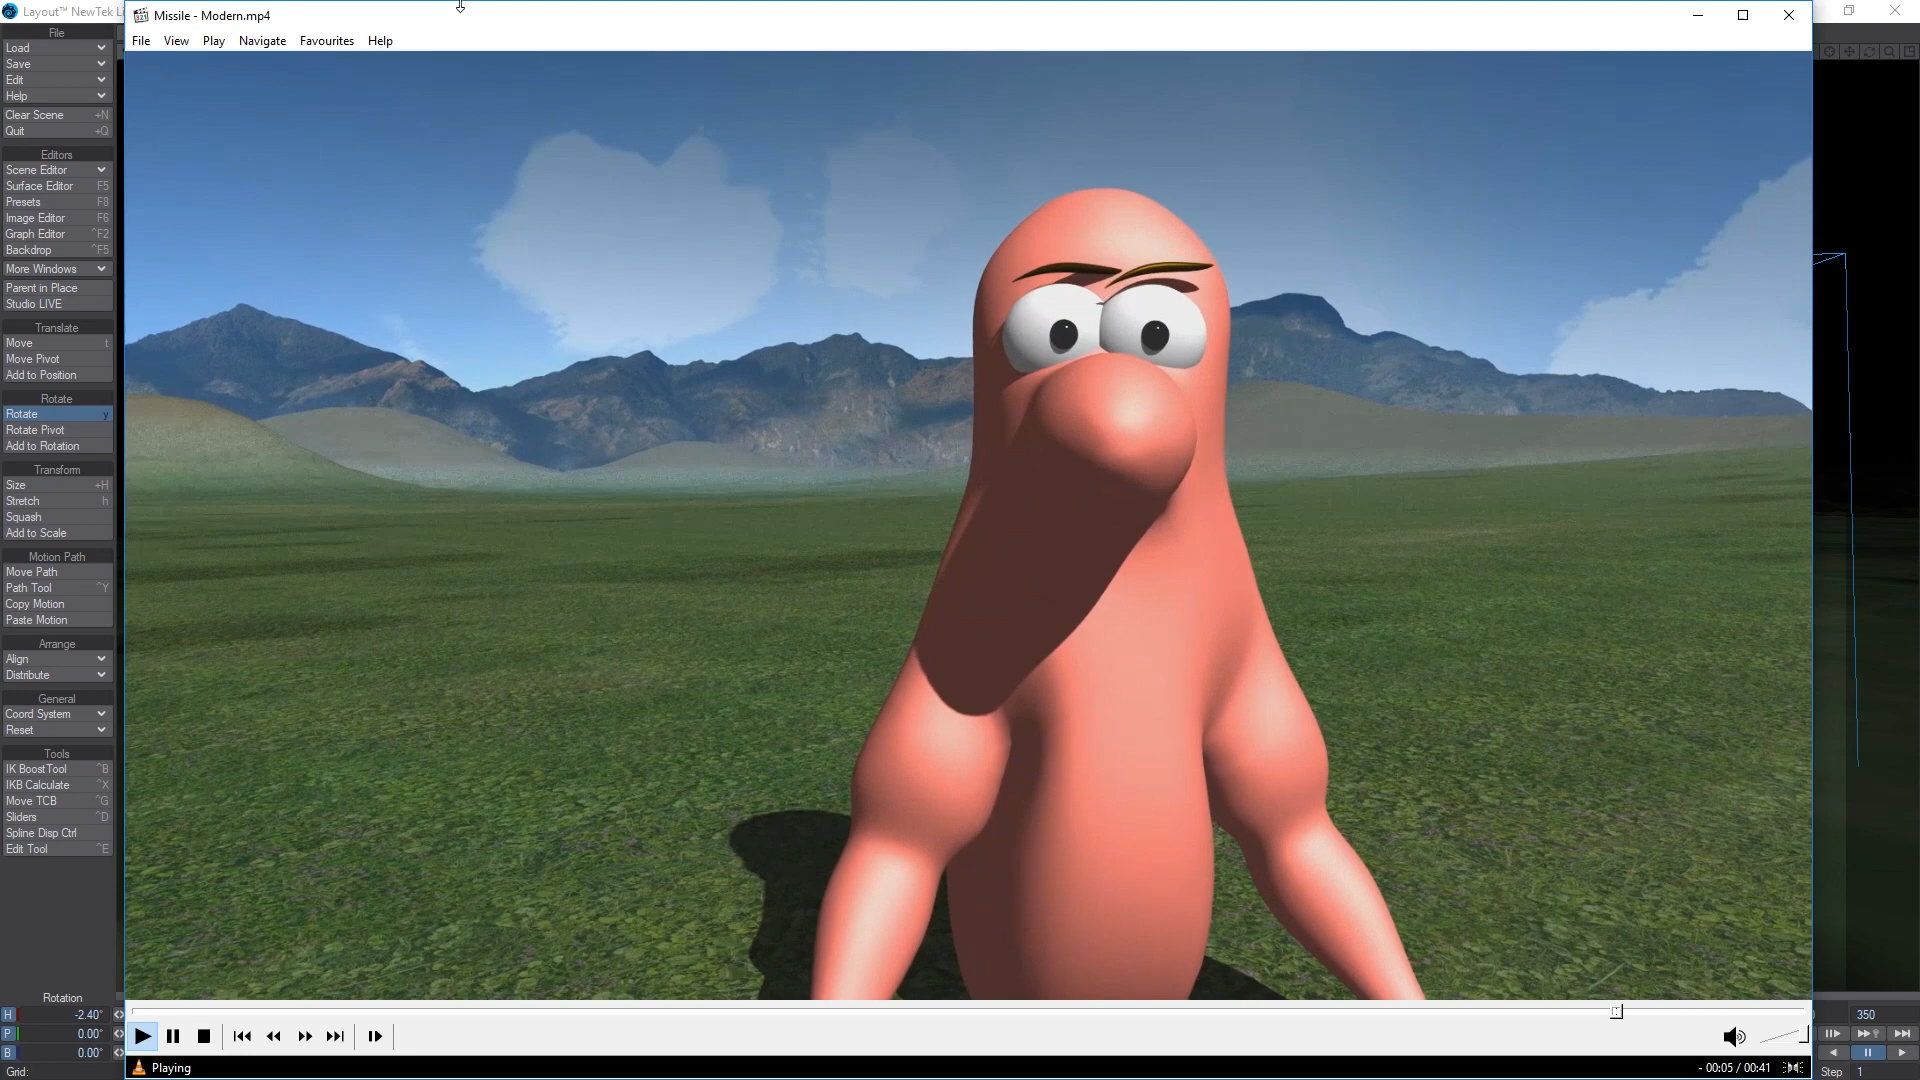 Layout™ NewTek Li
Missile - Modern.mp4
File View Play Navigate Favourites Help
File
Load
Save
Edit
Help
Clear Scene +N
Quit +Q
Editors
Scene Editor
Surface Editor F5
Presets F8
Image Editor F6
Graph Editor ^F2
Backdrop ^F5
More Windows
Parent in Place
Studio LIVE
Translate
Move t
Move Pivot
Add to Position
Rotate
Rotate y
Rotate Pivot
Add to Rotation
Transform
Size +H
Stretch h
Squash
Add to Scale
Motion Path
Move Path
Path Tool ^Y
Copy Motion
Paste Motion
Arrange
Align
Distribute
General
Coord System
Reset
Tools
IK BoostTool ^B
IKB Calculate ^X
Move TCB ^G
Sliders ^D
Spline Disp Ctrl
Edit Tool ^E
Rotation
H -2.40°
P 0.00°
B 0.00°
Grid:
Playing
- 00:05 / 00:41
350
Step 1